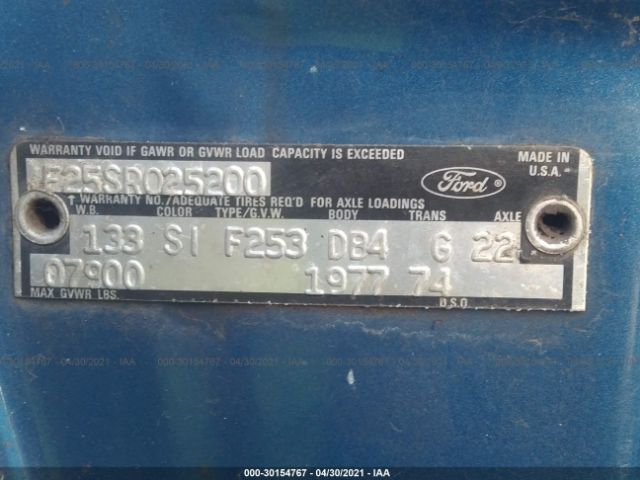 WARRANTY VOID IF GAWR OR GVWR LOAD CAPACITY IS EXCEEDED
F25SR025200
Ford
MADE IN
U.S.A.
↑ WARRANTY NO./ADEQUATE TIRES REQ'D FOR AXLE LOADINGS
W.B. COLOR TYPE/G.V.W. BODY TRANS AXLE
133 SI F253 DB4 G 22
07900 1977 74
MAX GVWR LBS. D.S.O.
000-30154767 - 04/30/2021 - IAA